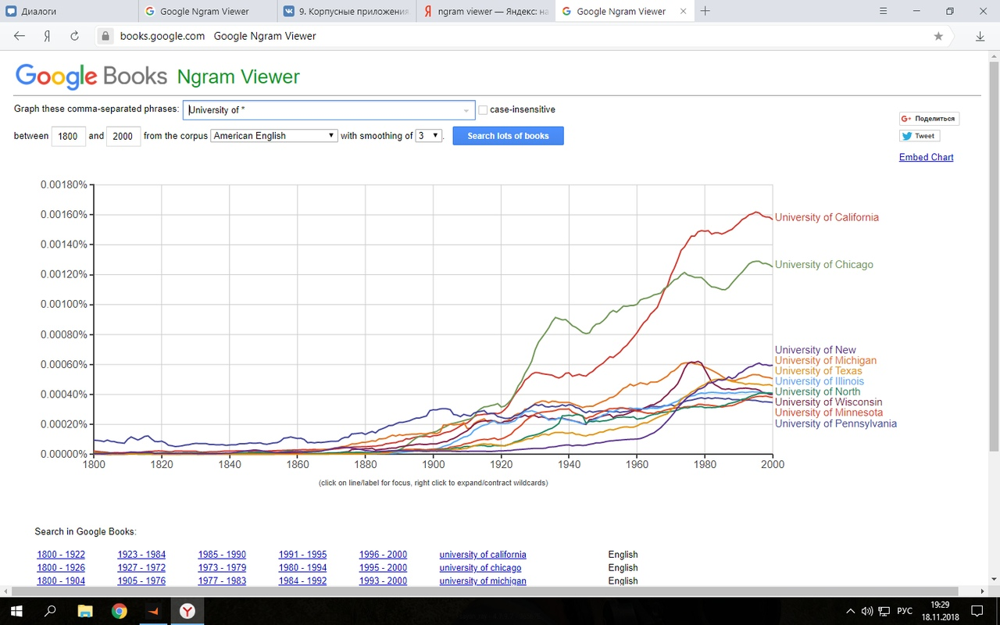 Диалоги
Google Ngram Viewer
9. Корпусные приложения
ngram viewer — Яндекс: на
Google Ngram Viewer
books.google.com Google Ngram Viewer
Google Books Ngram Viewer
Graph these comma-separated phrases: University of * case-insensitive
between 1800 and 2000 from the corpus American English with smoothing of 3 . Search lots of books
Поделиться
Tweet
Embed Chart
0.00180%
0.00160%
0.00140%
0.00120%
0.00100%
0.00080%
0.00060%
0.00040%
0.00020%
0.00000%
1800 1820 1840 1860 1880 1900 1920 1940 1960 1980 2000
University of California
University of Chicago
University of New
University of Michigan
University of Texas
University of Illinois
University of North
University of Wisconsin
University of Minnesota
University of Pennsylvania
(click on line/label for focus, right click to expand/contract wildcards)
Search in Google Books:
1800 - 1922 1923 - 1984 1985 - 1990 1991 - 1995 1996 - 2000 university of california English
1800 - 1926 1927 - 1972 1973 - 1979 1980 - 1994 1995 - 2000 university of chicago English
1800 - 1904 1905 - 1976 1977 - 1983 1984 - 1992 1993 - 2000 university of michigan English
РУС
19:29
18.11.2018